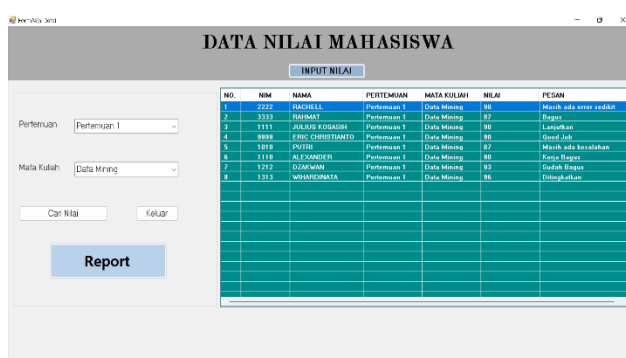 DATA NILAI MAHASISWA
INPUT NILAI
Pertemuan Pertemuan 1
Mata Kuliah Data Mining
Cari Nilai Keluar
Report
NO. NIM NAMA PERTEMUAN MATA KULIAH NILAI PESAN
1 2222 RACHELL Pertemuan 1 Data Mining 90 Masih ada error sedikit
2 3333 RAHMAT Pertemuan 1 Data Mining 87 Bagus
3 1111 JULIUS KOSASIH Pertemuan 1 Data Mining 90 Lanjutkan
4 9999 ERIC CHRISTIANTO Pertemuan 1 Data Mining 90 Good Job
5 1010 PUTRI Pertemuan 1 Data Mining 87 Masih ada kesalahan
6 1110 ALEXANDER Pertemuan 1 Data Mining 90 Kerja Bagus
7 1212 DZAKWAN Pertemuan 1 Data Mining 93 Sudah Bagus
8 1313 WIHARDINATA Pertemuan 1 Data Mining 96 Ditingkatkan